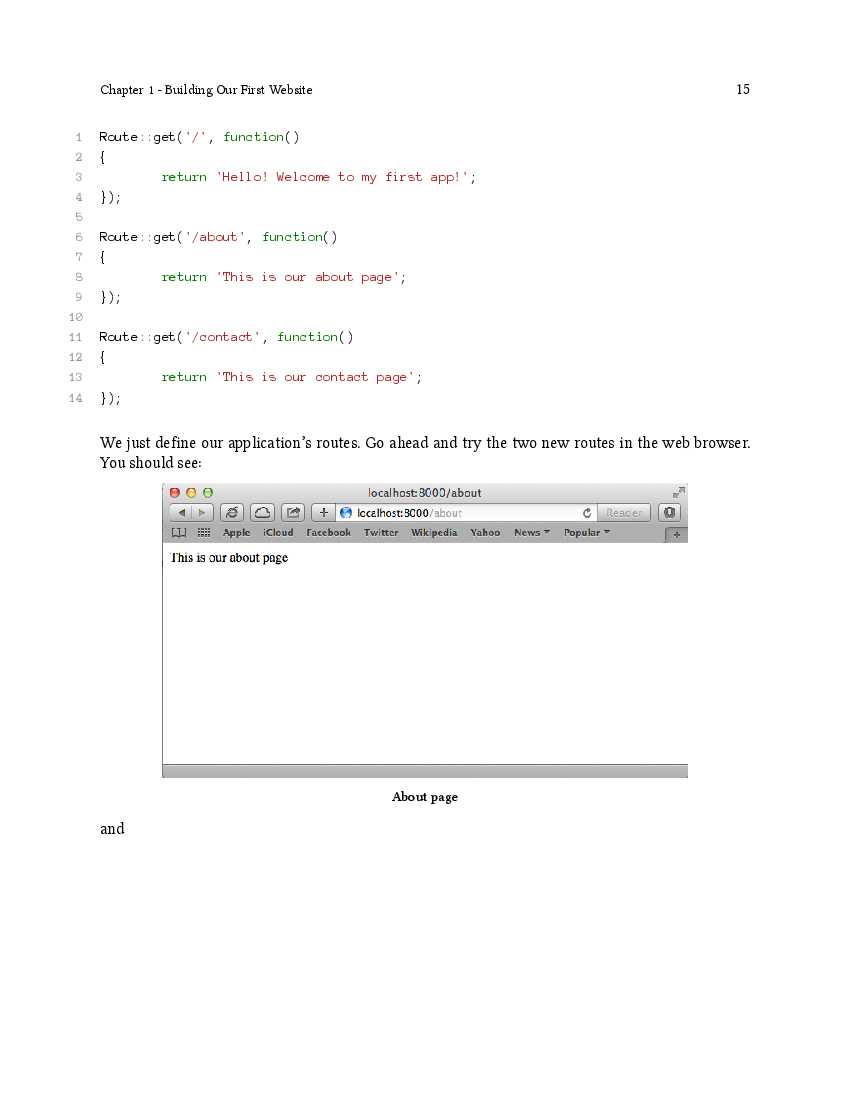 Chapter 1 - Building Our First Website 15
1 Route::get('/', function()
2 {
3 return 'Hello! Welcome to my first app!';
4 });
5
6 Route::get('/about', function()
7 {
8 return 'This is our about page';
9 });
10
11 Route::get('/contact', function()
12 {
13 return 'This is our contact page';
14 });
We just define our application’s routes. Go ahead and try the two new routes in the web browser.
You should see:
localhost:8000/about
localhost:8000/about Reader
Apple iCloud Facebook Twitter Wikipedia Yahoo News Popular
This is our about page
About page
and